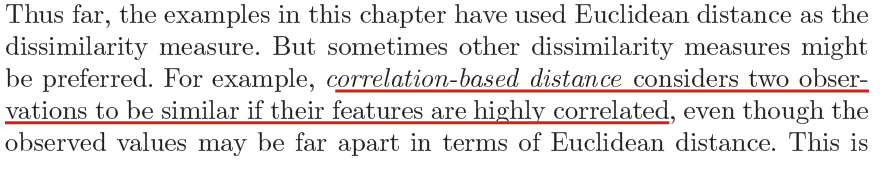 Thus far, the examples in this chapter have used Euclidean distance as the
dissimilarity measure. But sometimes other dissimilarity measures might
be preferred. For example, correlation-based distance considers two obser-
vations to be similar if their features are highly correlated, even though the
observed values may be far apart in terms of Euclidean distance. This is